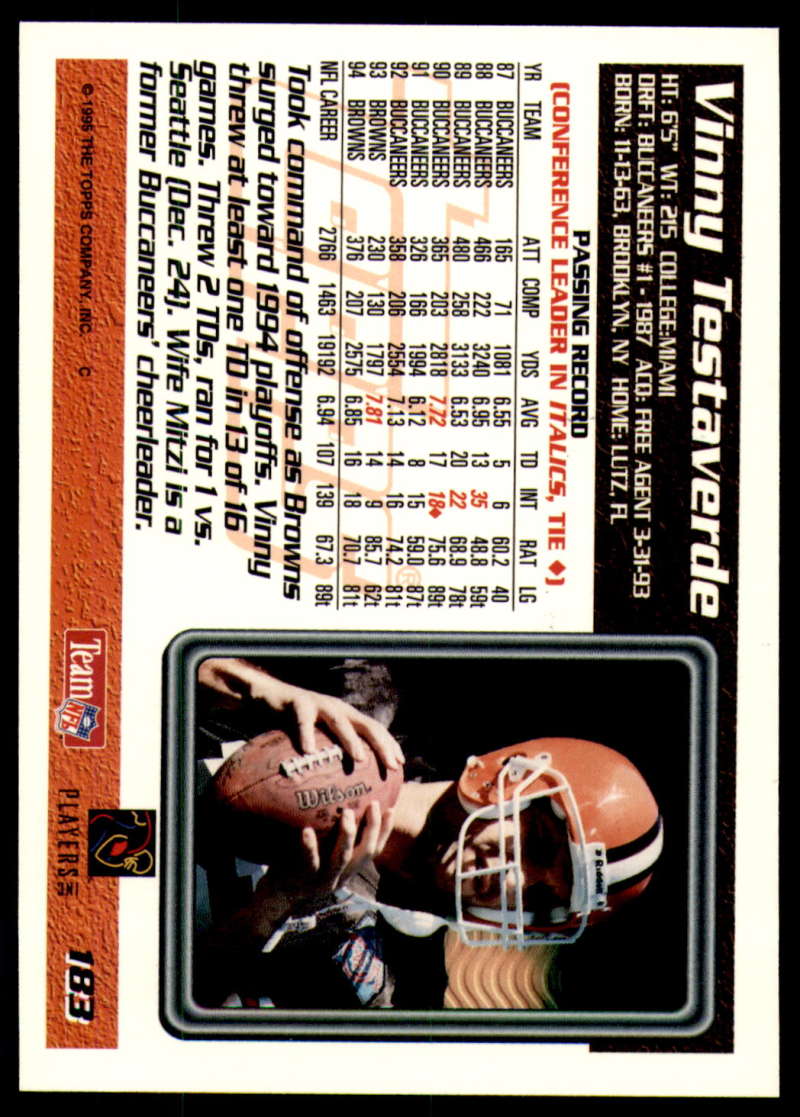 Vinny Testaverde
HT: 6'5" WT: 215 COLLEGE: MIAMI
DRFT: BUCCANEERS #1 - 1987 ACQ: FREE AGENT 3-31-93
BORN: 11-13-63, BROOKLYN, NY HOME: LUTZ, FL
PASSING RECORD
(CONFERENCE LEADER IN ITALICS, TIE ♦)
YR TEAM ATT COMP YDS AVG TD INT RAT LG
87 BUCCANEERS 165 71 1081 6.55 5 6 60.2 40
88 BUCCANEERS 466 222 3240 6.95 13 35 48.8 59t
89 BUCCANEERS 480 258 3133 6.53 20 22 68.9 78t
90 BUCCANEERS 365 203 2818 7.72 17 18♦ 75.6 89t
91 BUCCANEERS 326 166 1994 6.12 8 15 59.0 87t
92 BUCCANEERS 358 206 2554 7.13 14 16 74.2 81t
93 BROWNS 230 130 1797 7.81 14 9 85.7 62t
94 BROWNS 376 207 2575 6.85 16 18 70.7 81t
NFL CAREER 2766 1463 19192 6.94 107 139 67.3 89t
Took command of offense as Browns
surged toward 1994 playoffs. Vinny
threw at least one TD in 13 of 16
games. Threw 2 TDs, ran for 1 vs.
Seattle (Dec. 24). Wife Mitzi is a
former Buccaneers' cheerleader.
© 1995 THE TOPPS COMPANY, INC. C
Team
NFL
PLAYERS INC
183
Riddell
Wilson